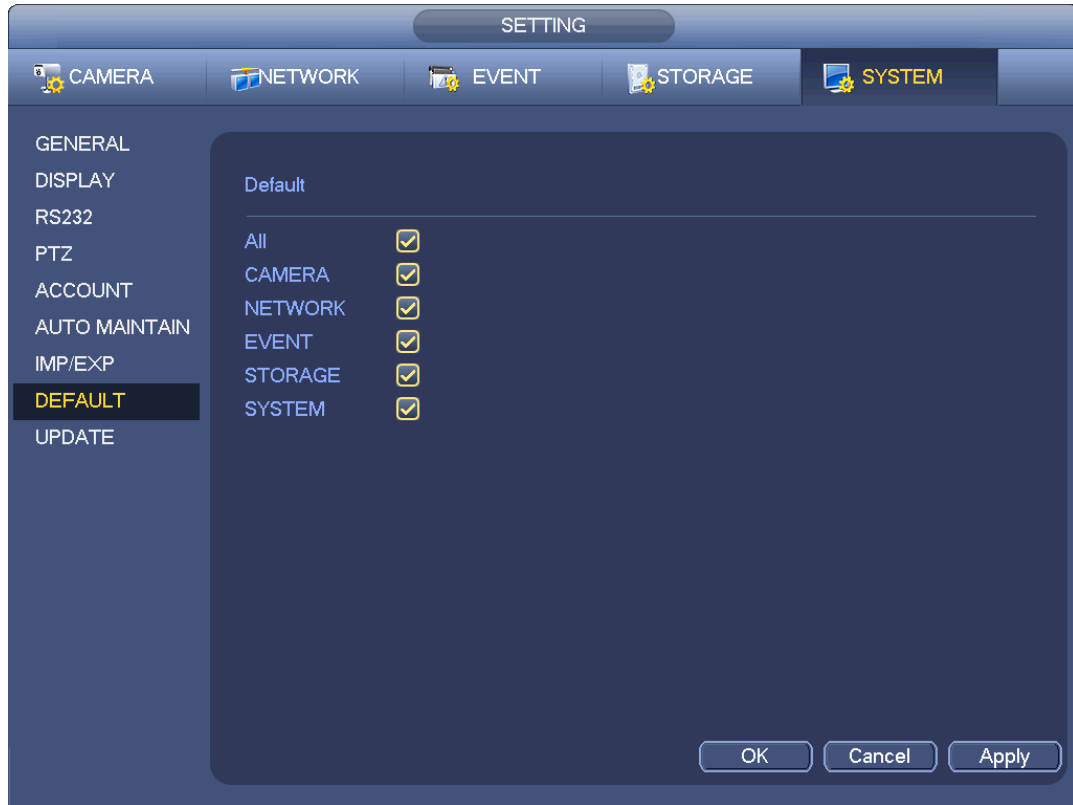 SETTING
CAMERA NETWORK EVENT STORAGE SYSTEM
GENERAL
DISPLAY
RS232
PTZ
ACCOUNT
AUTO MAINTAIN
IMP/EXP
DEFAULT
UPDATE
Default
All
CAMERA
NETWORK
EVENT
STORAGE
SYSTEM
OK Cancel Apply